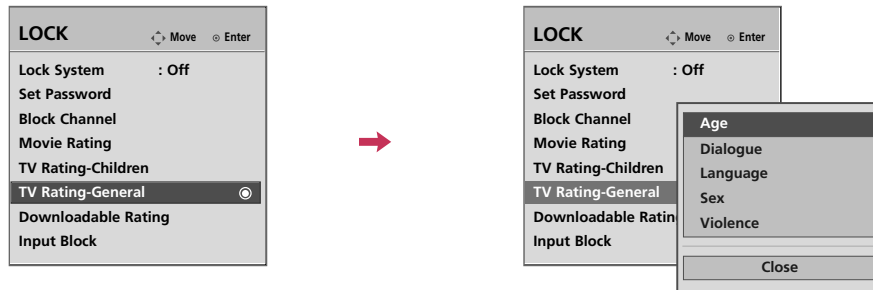 LOCK Move Enter
Lock System : Off
Set Password
Block Channel
Movie Rating
TV Rating-Children
TV Rating-General
Downloadable Rating
Input Block
LOCK Move Enter
Lock System : Off
Set Password
Block Channel
Movie Rating
TV Rating-Children
TV Rating-General
Downloadable Ratin
Input Block
Age
Dialogue
Language
Sex
Violence
Close